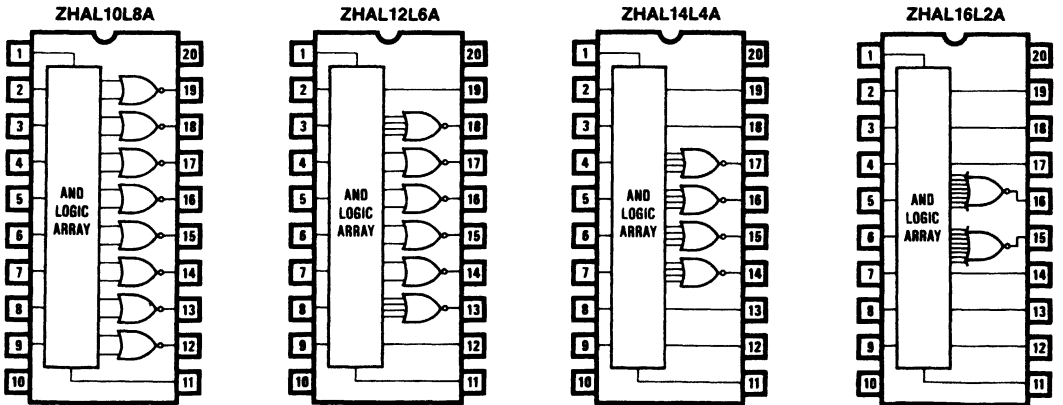 ZHAL10L8A
1 20
2 19
3 18
4 17
5 16
6 15
7 14
8 13
9 12
10 11
AND
LOGIC
ARRAY
ZHAL12L6A
1 20
2 19
3 18
4 17
5 16
6 15
7 14
8 13
9 12
10 11
AND
LOGIC
ARRAY
ZHAL14L4A
1 20
2 19
3 18
4 17
5 16
6 15
7 14
8 13
9 12
10 11
AND
LOGIC
ARRAY
ZHAL16L2A
1 20
2 19
3 18
4 17
5 16
6 15
7 14
8 13
9 12
10 11
AND
LOGIC
ARRAY